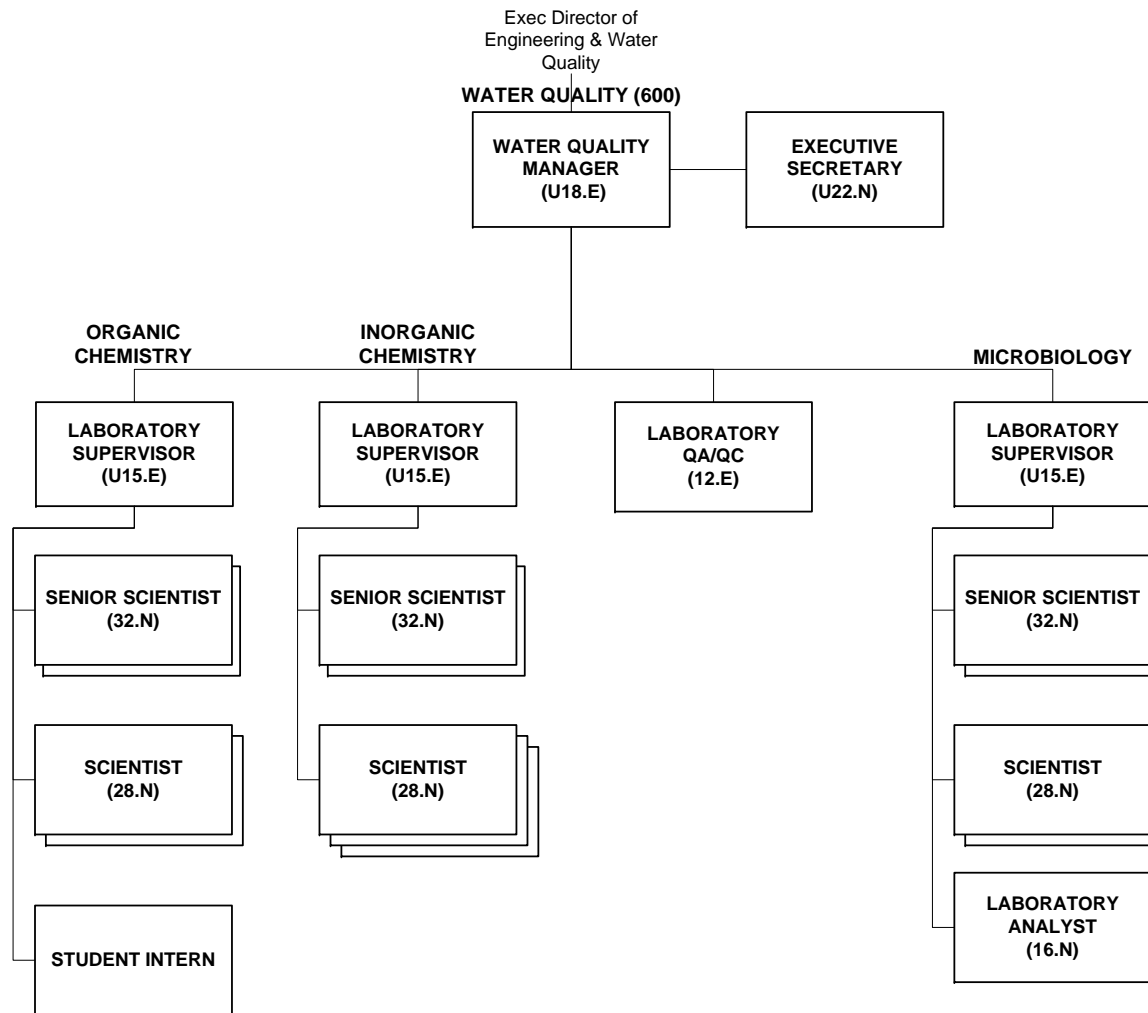 Exec Director of
Engineering & Water
Quality
WATER QUALITY (600)
WATER QUALITY
MANAGER
(U18.E)
EXECUTIVE
SECRETARY
(U22.N)
ORGANIC
CHEMISTRY
INORGANIC
CHEMISTRY
MICROBIOLOGY
LABORATORY
SUPERVISOR
(U15.E)
LABORATORY
SUPERVISOR
(U15.E)
LABORATORY
QA/QC
(12.E)
LABORATORY
SUPERVISOR
(U15.E)
SENIOR SCIENTIST
(32.N)
SENIOR SCIENTIST
(32.N)
SENIOR SCIENTIST
(32.N)
SCIENTIST
(28.N)
SCIENTIST
(28.N)
SCIENTIST
(28.N)
STUDENT INTERN
LABORATORY
ANALYST
(16.N)